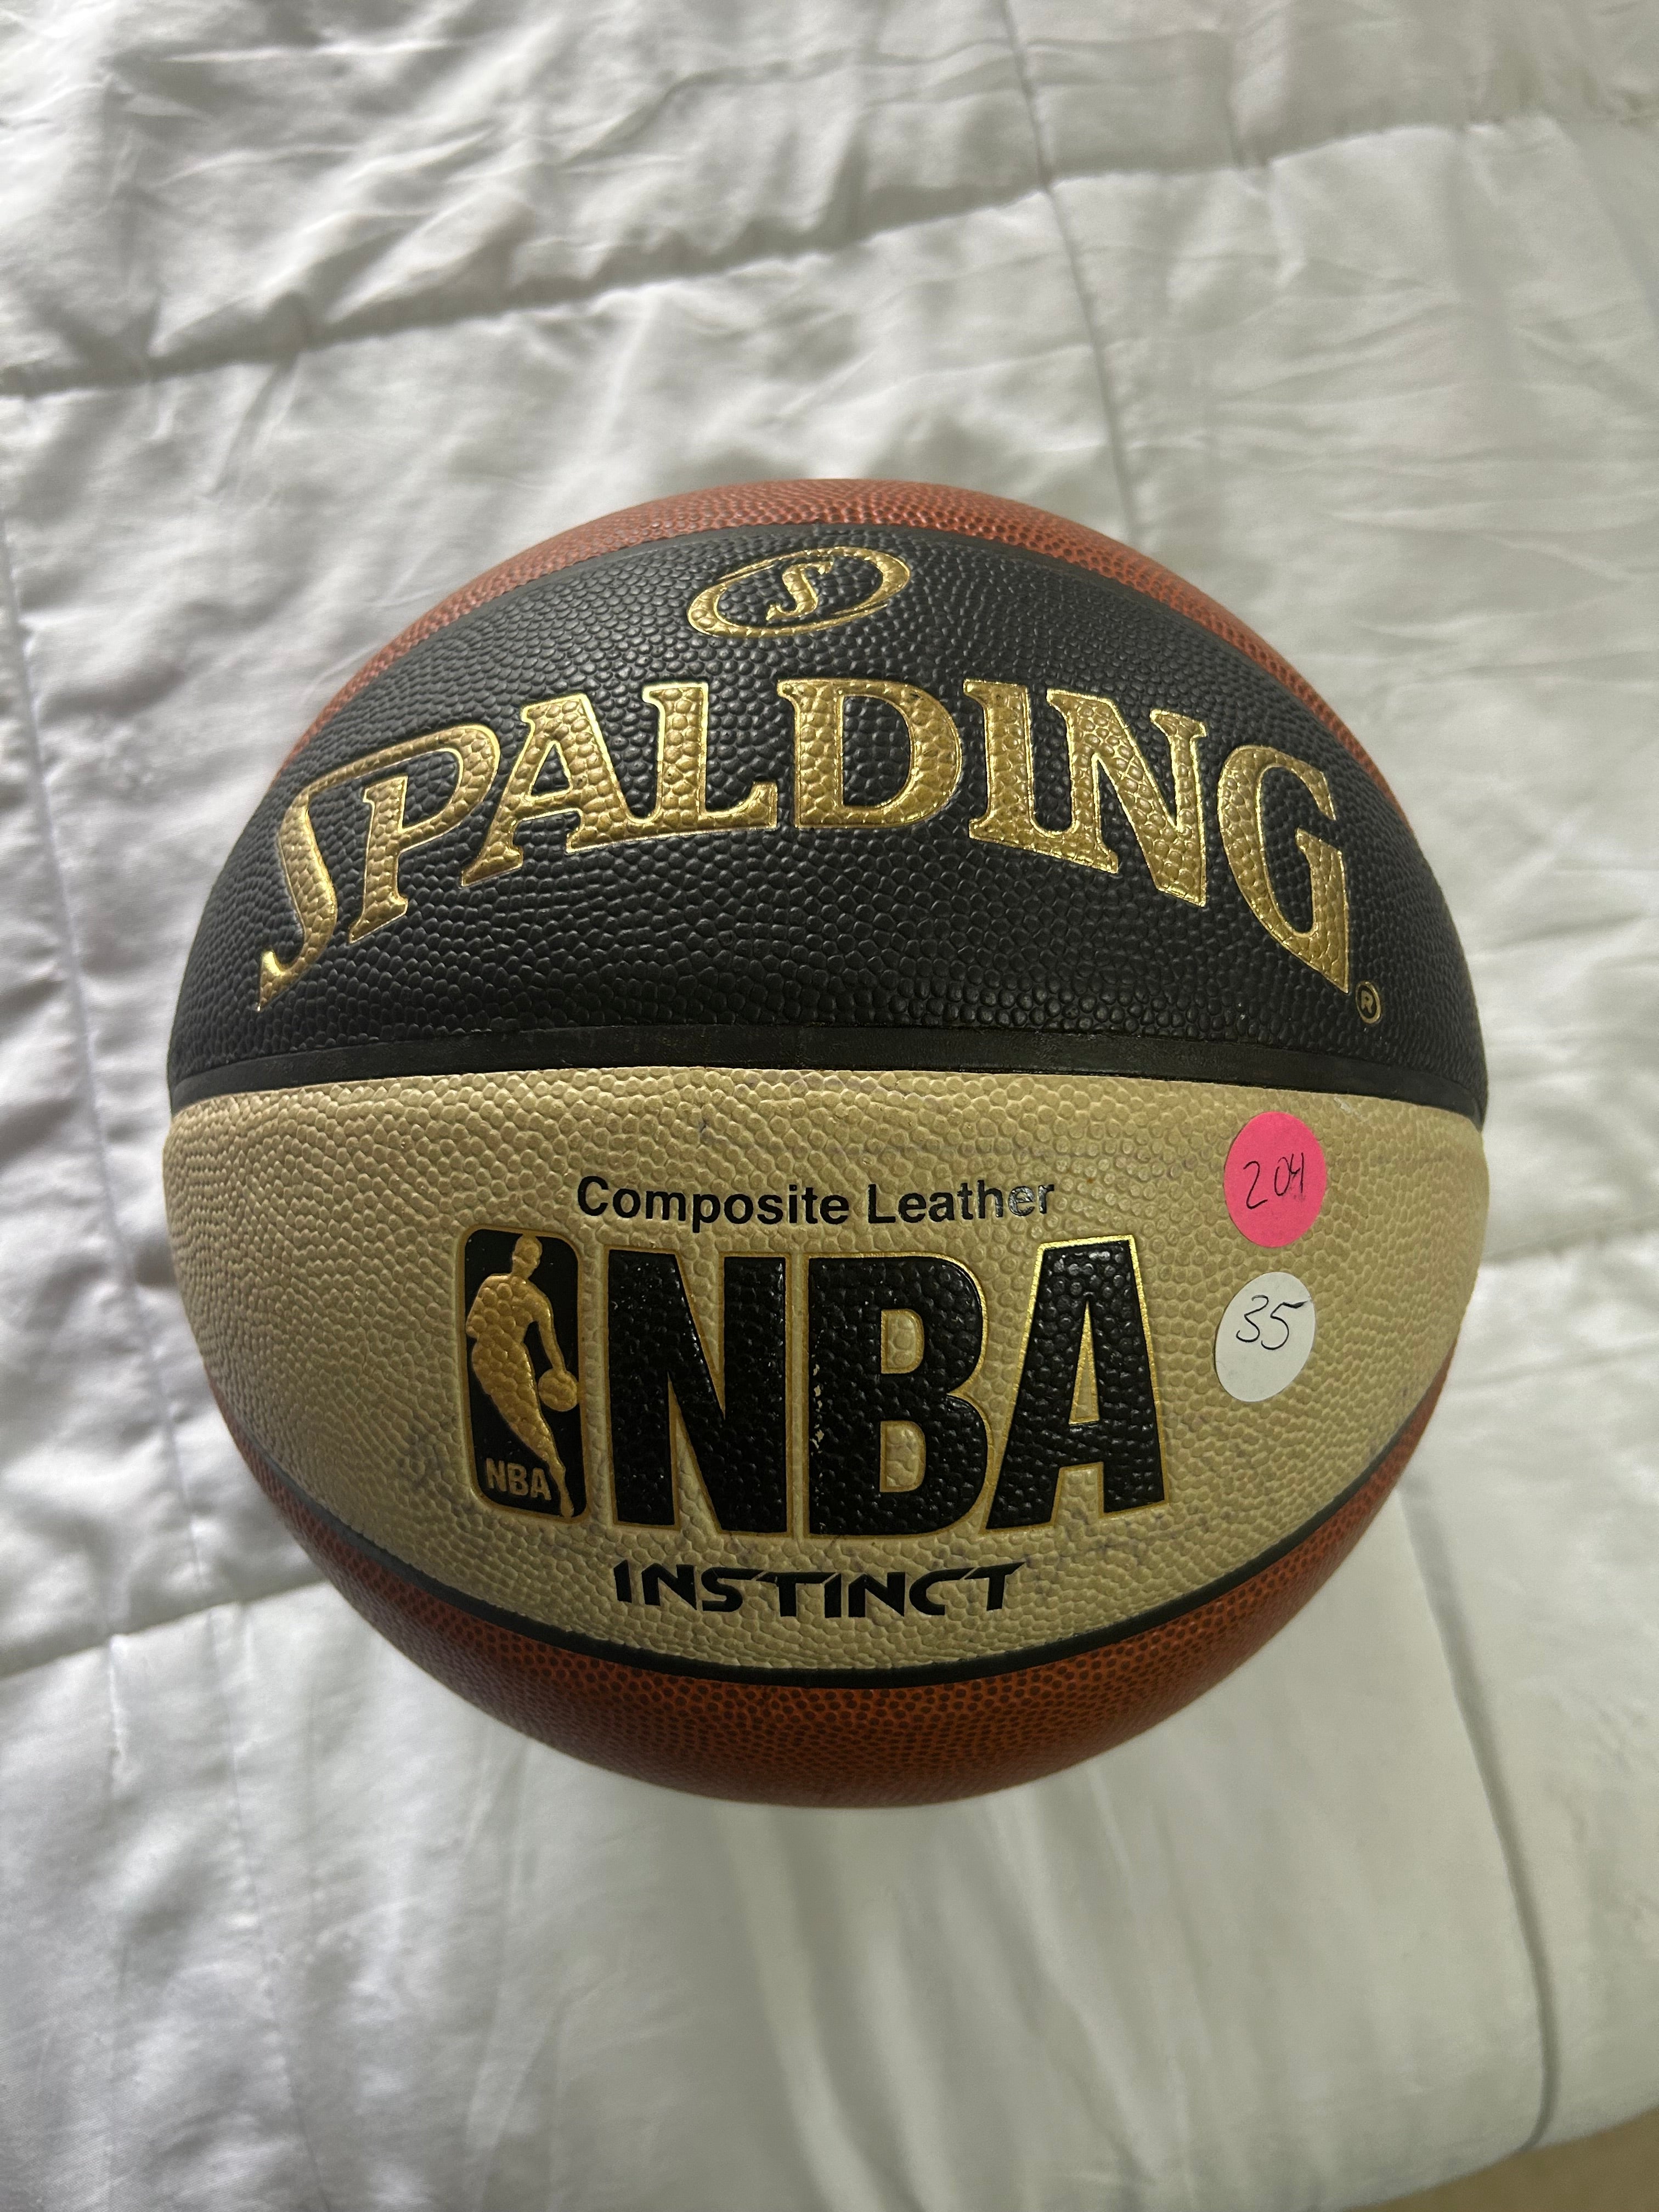 S
SPALDING®
Composite Leather
204
NBA
NBA
35
INSTINCT